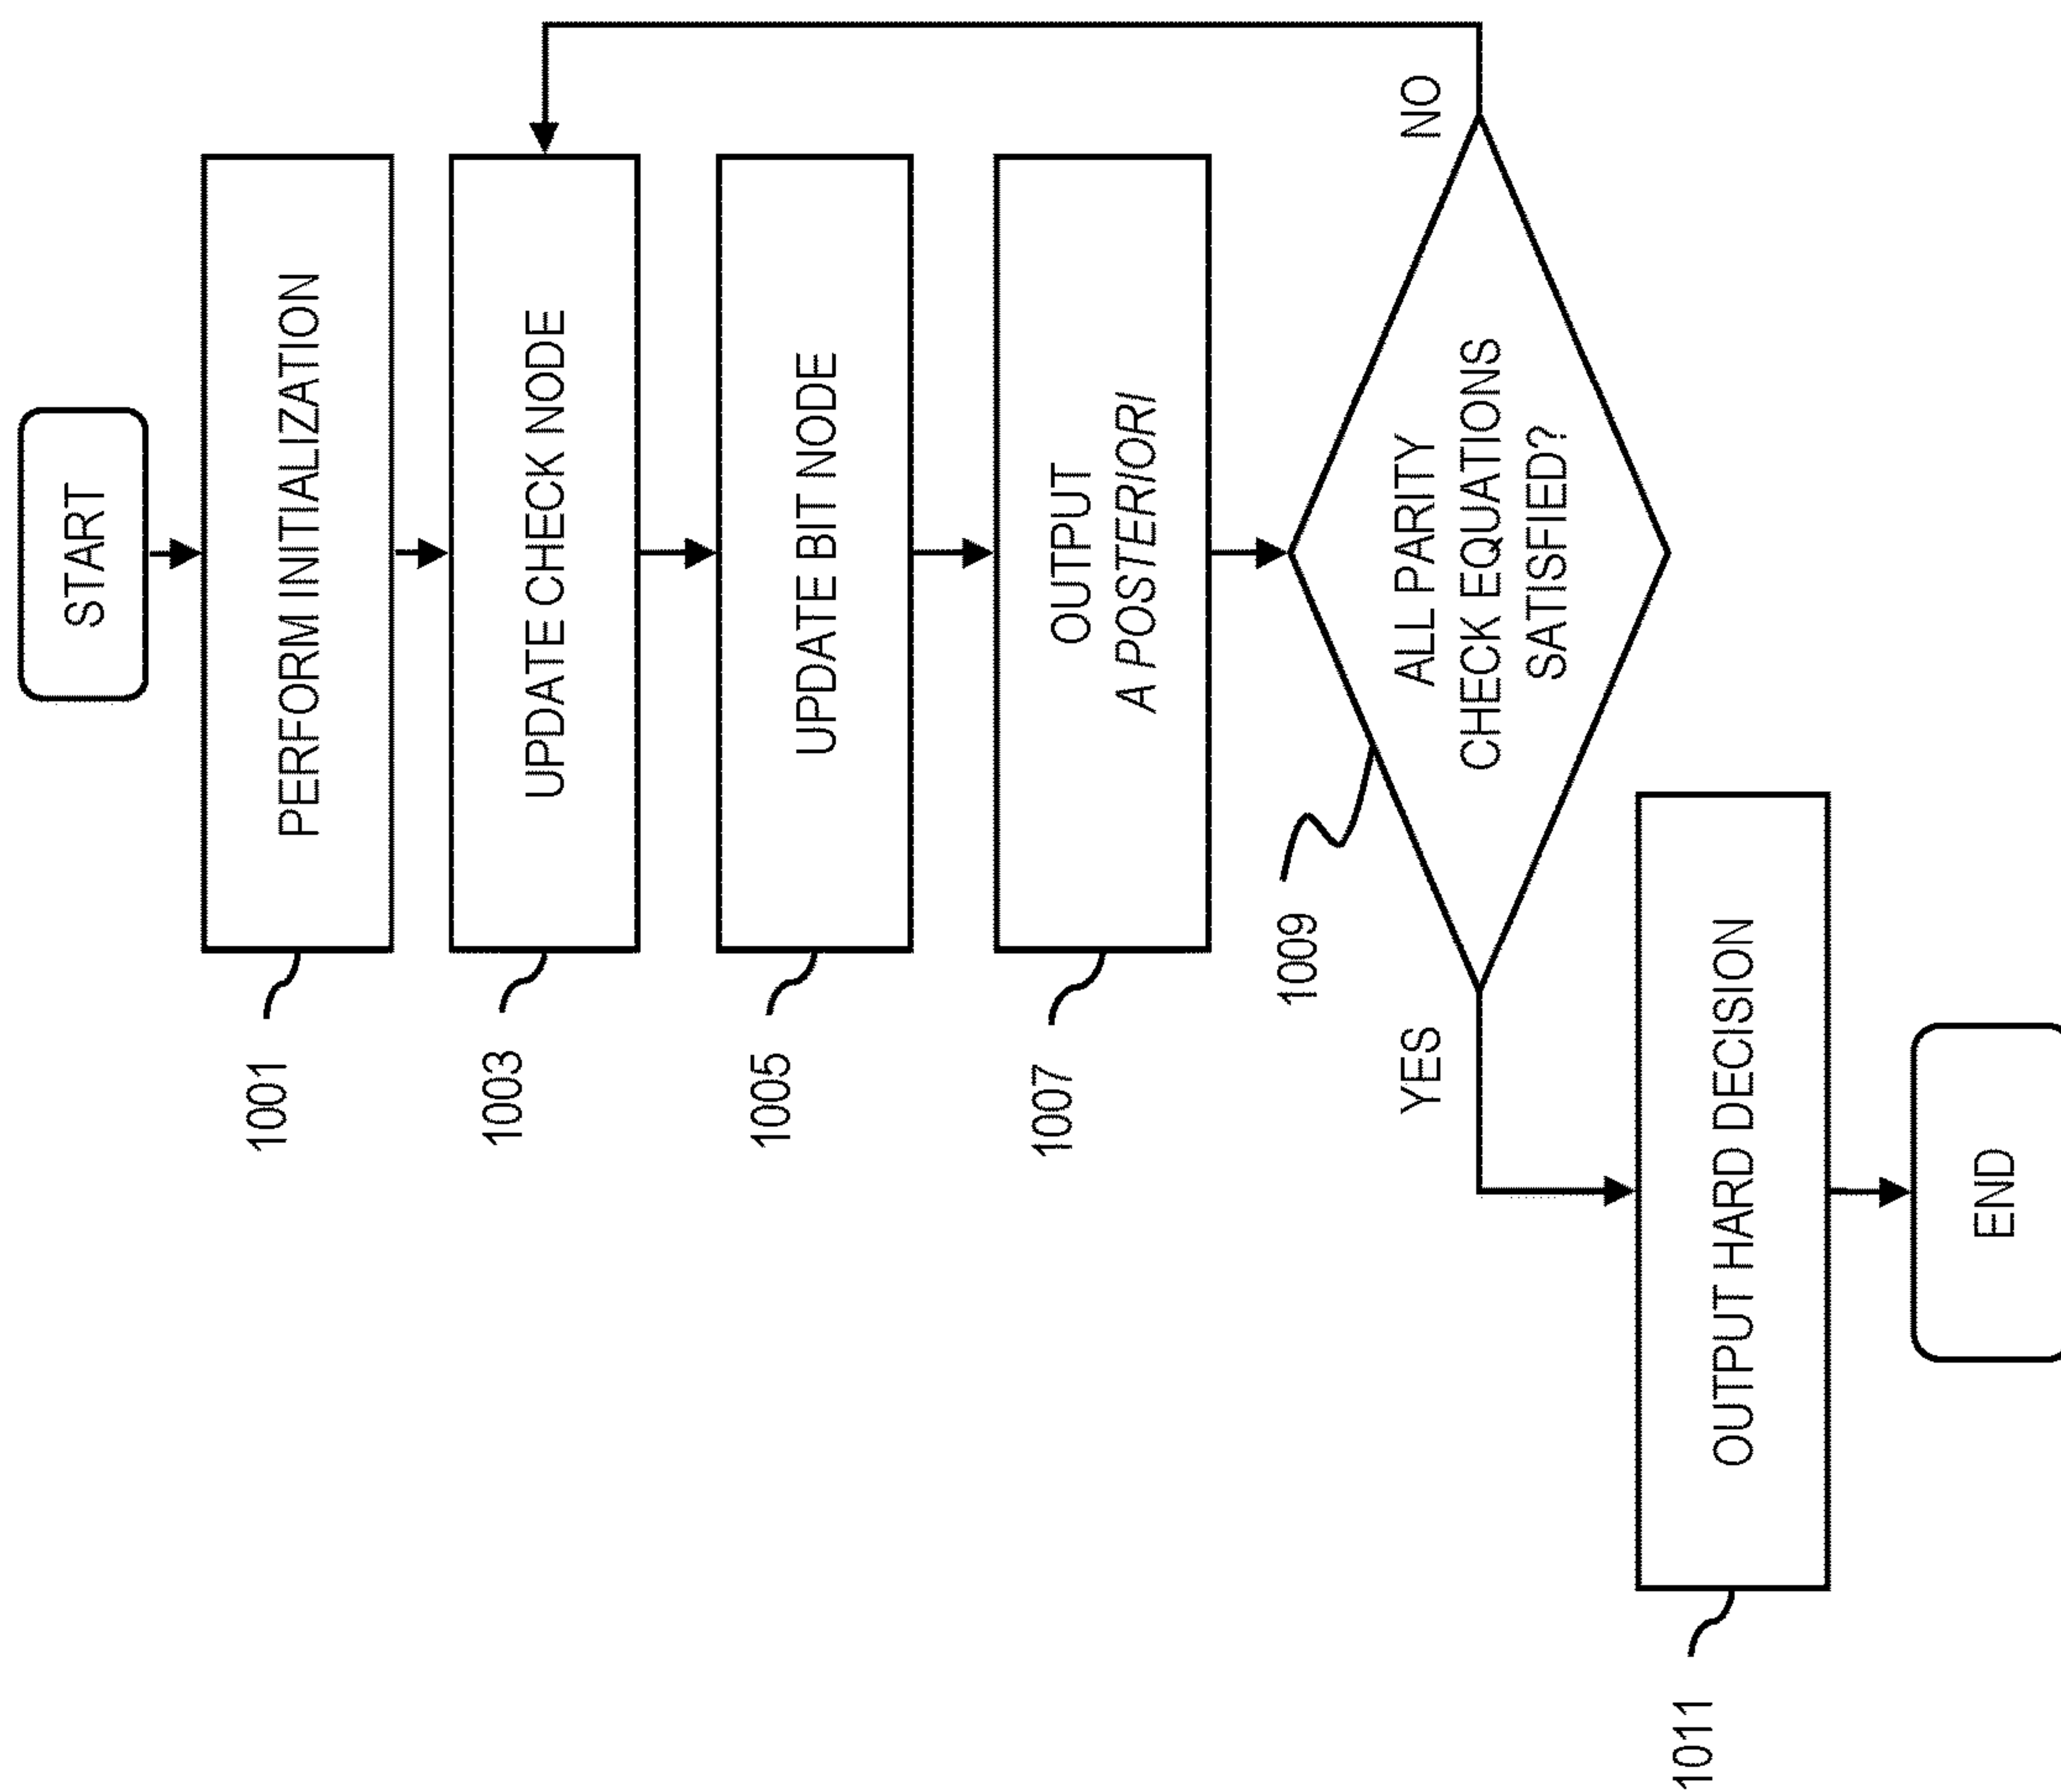 START
PERFORM INITIALIZATION
1001
UPDATE CHECK NODE
1003
UPDATE BIT NODE
1005
OUTPUT
A POSTERIORI
1007
ALL PARITY
CHECK EQUATIONS
SATISFIED?
1009
NO
YES
OUTPUT HARD DECISION
1011
END